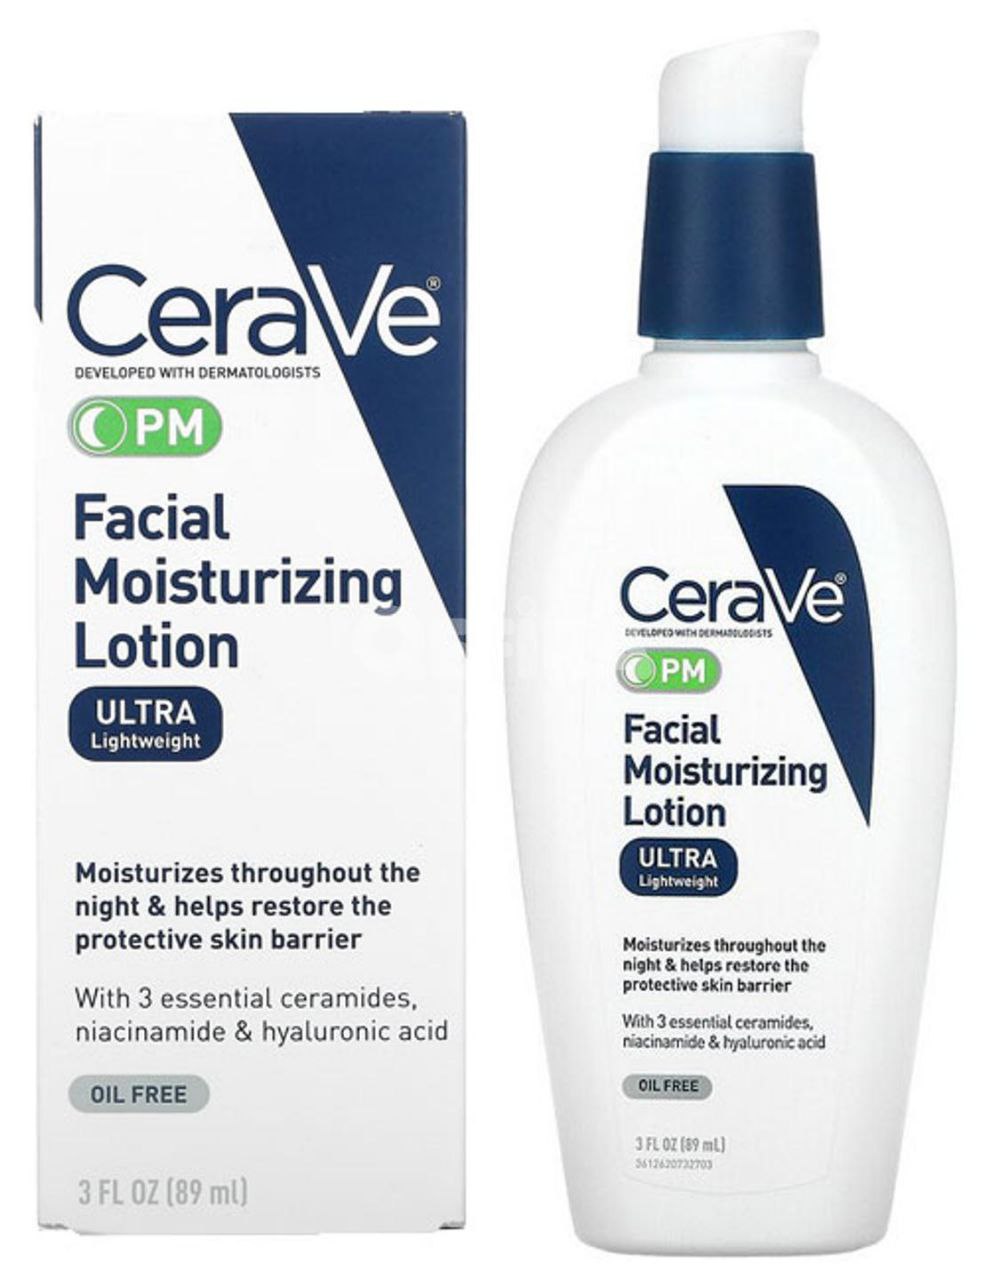 CeraVe®
DEVELOPED WITH DERMATOLOGISTS
PM
Facial
Moisturizing
Lotion
ULTRA
Lightweight
Moisturizes throughout the
night & helps restore the
protective skin barrier
With 3 essential ceramides,
niacinamide & hyaluronic acid
OIL FREE
3 FL OZ (89 ml)
CeraVe®
DEVELOPED WITH DERMATOLOGISTS
PM
Facial
Moisturizing
Lotion
ULTRA
Lightweight
Moisturizes throughout the
night & helps restore the
protective skin barrier
With 3 essential ceramides,
niacinamide & hyaluronic acid
OIL FREE
3 FL OZ (89 mL)
3612620732703